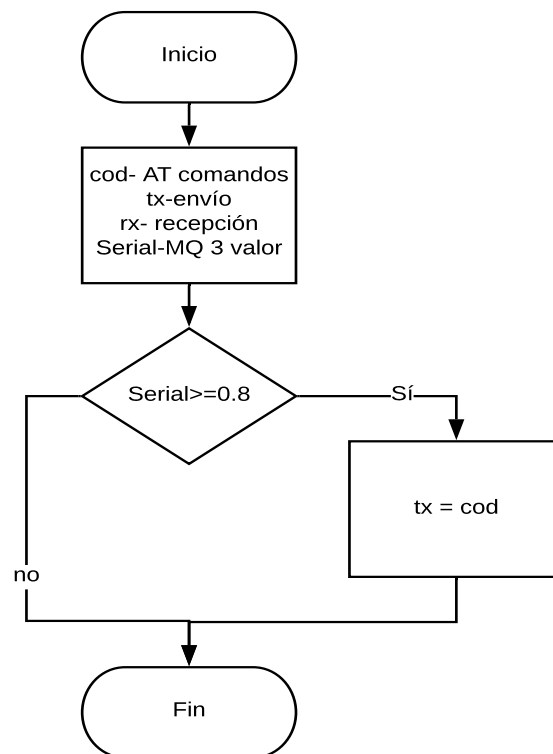 Inicio
cod- AT comandos
tx-envío
rx- recepción
Serial-MQ 3 valor
Serial>=0.8
Sí
tx = cod
no
Fin